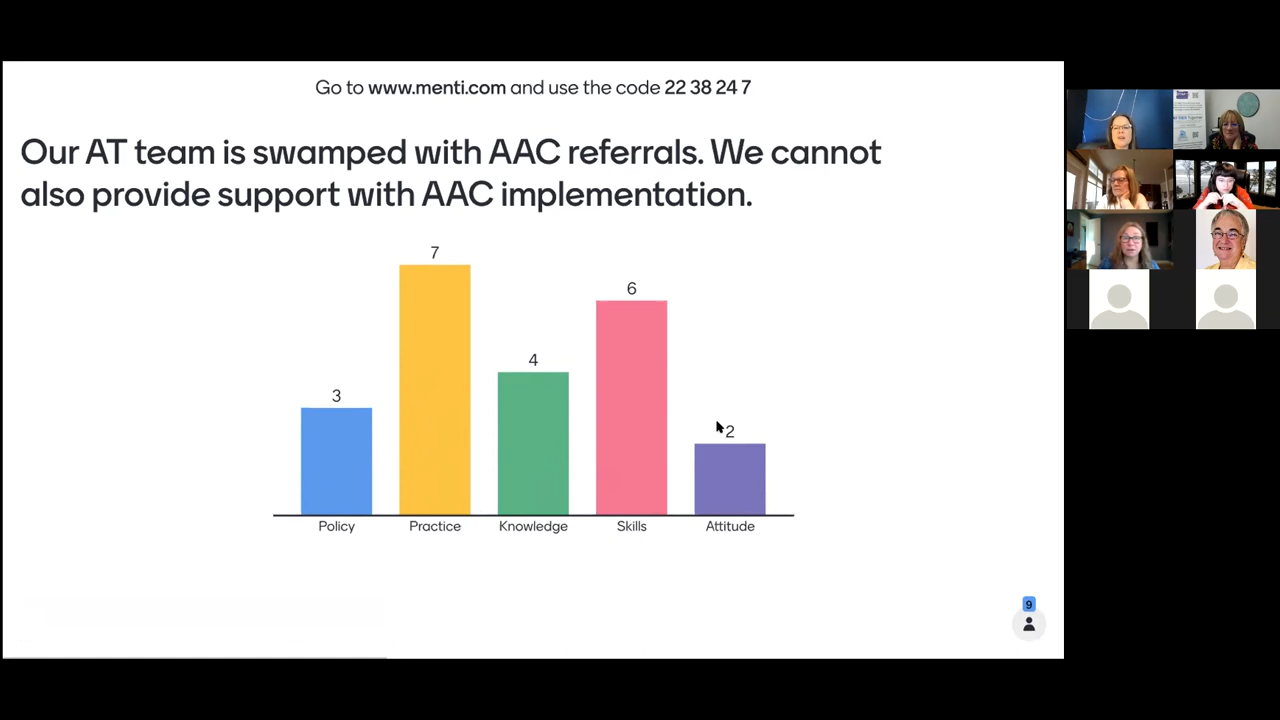 Go to www.menti.com and use the code 22 38 24 7
Our AT team is swamped with AAC referrals. We cannot
also provide support with AAC implementation.
7
6
4
3
2
Policy
Practice
Knowledge
Skills
Attitude
9